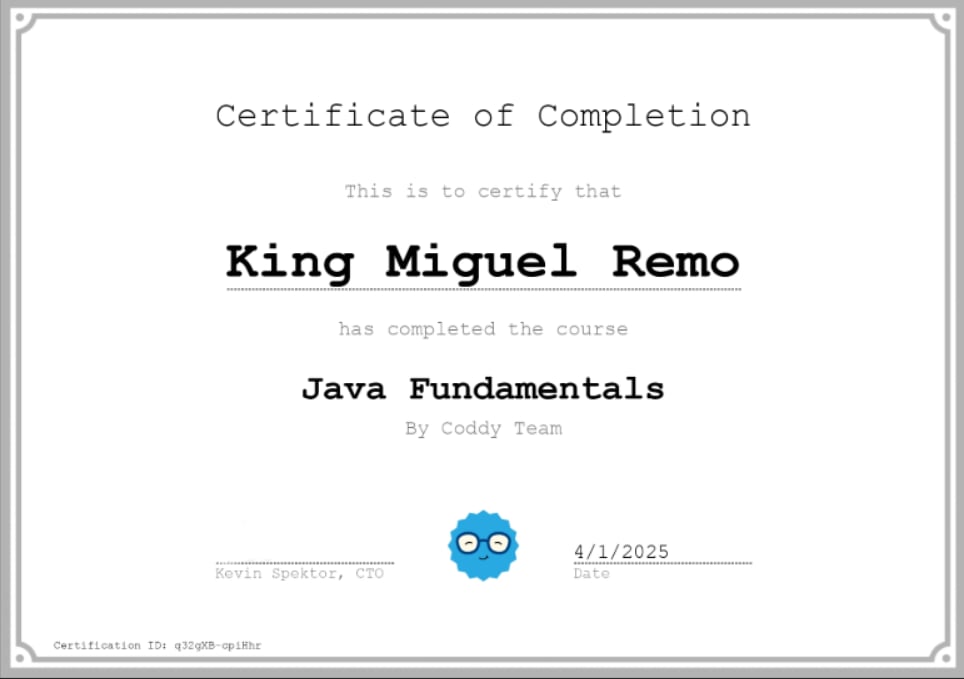 Certificate of Completion
This is to certify that
King Miguel Remo
has completed the course
Java Fundamentals
By Coddy Team
4/1/2025
Kevin Spektor, CTO
Date
Certification ID: q32gXB-opiHhr